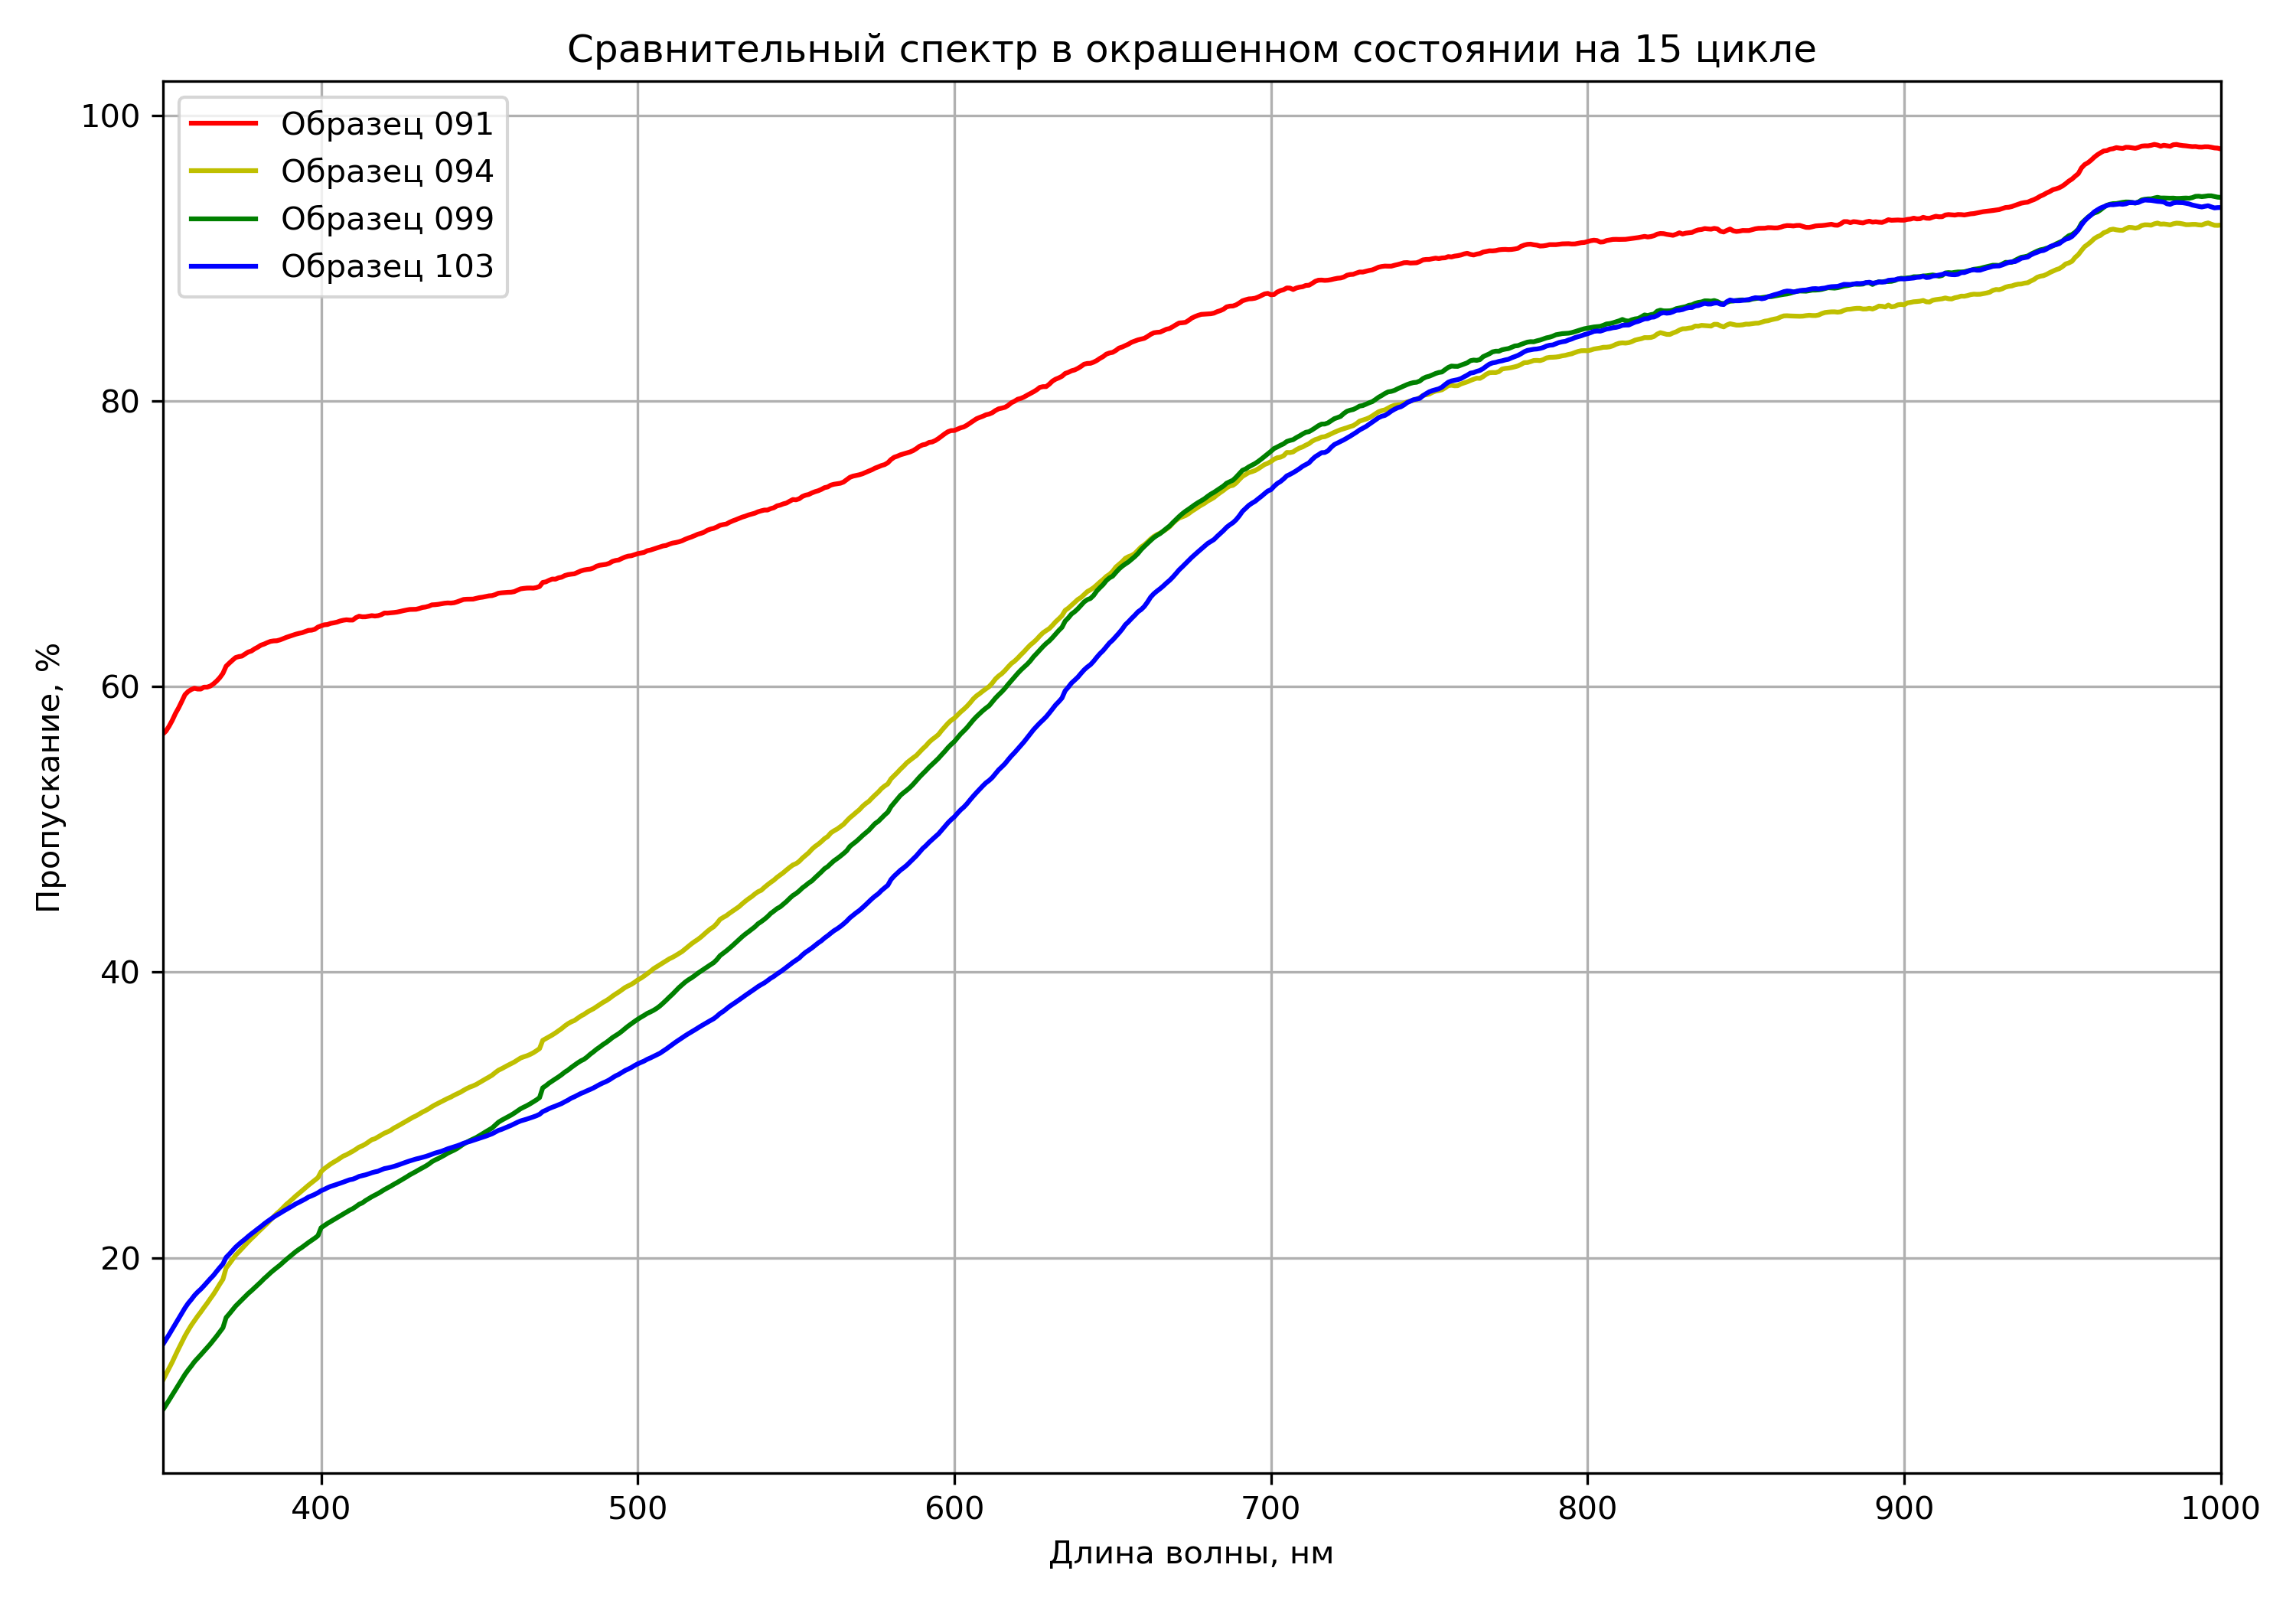 Сравнительный спектр в окрашенном состоянии на 15 цикле
Образец 091
Образец 094
Образец 099
Образец 103
Пропускание, %
100
80
60
40
20
400 500 600 700 800 900 1000
Длина волны, нм